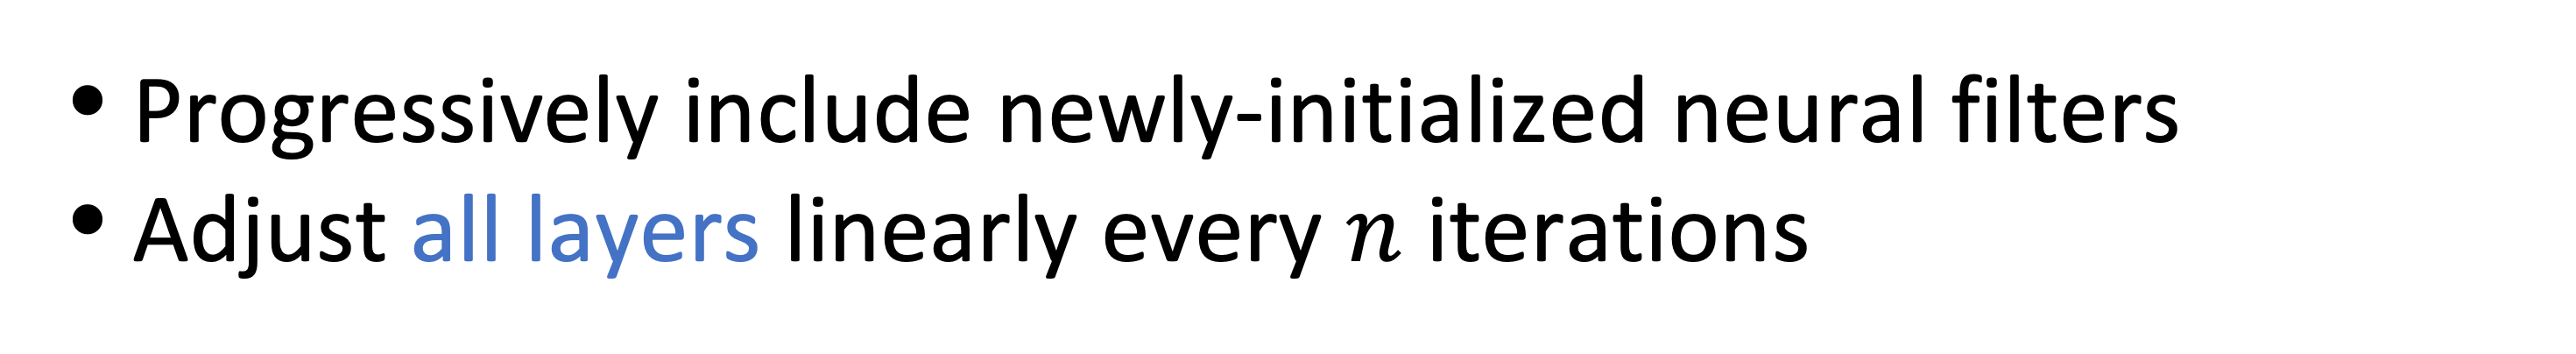 • Progressively include newly-initialized neural filters
• Adjust all layers linearly every n iterations